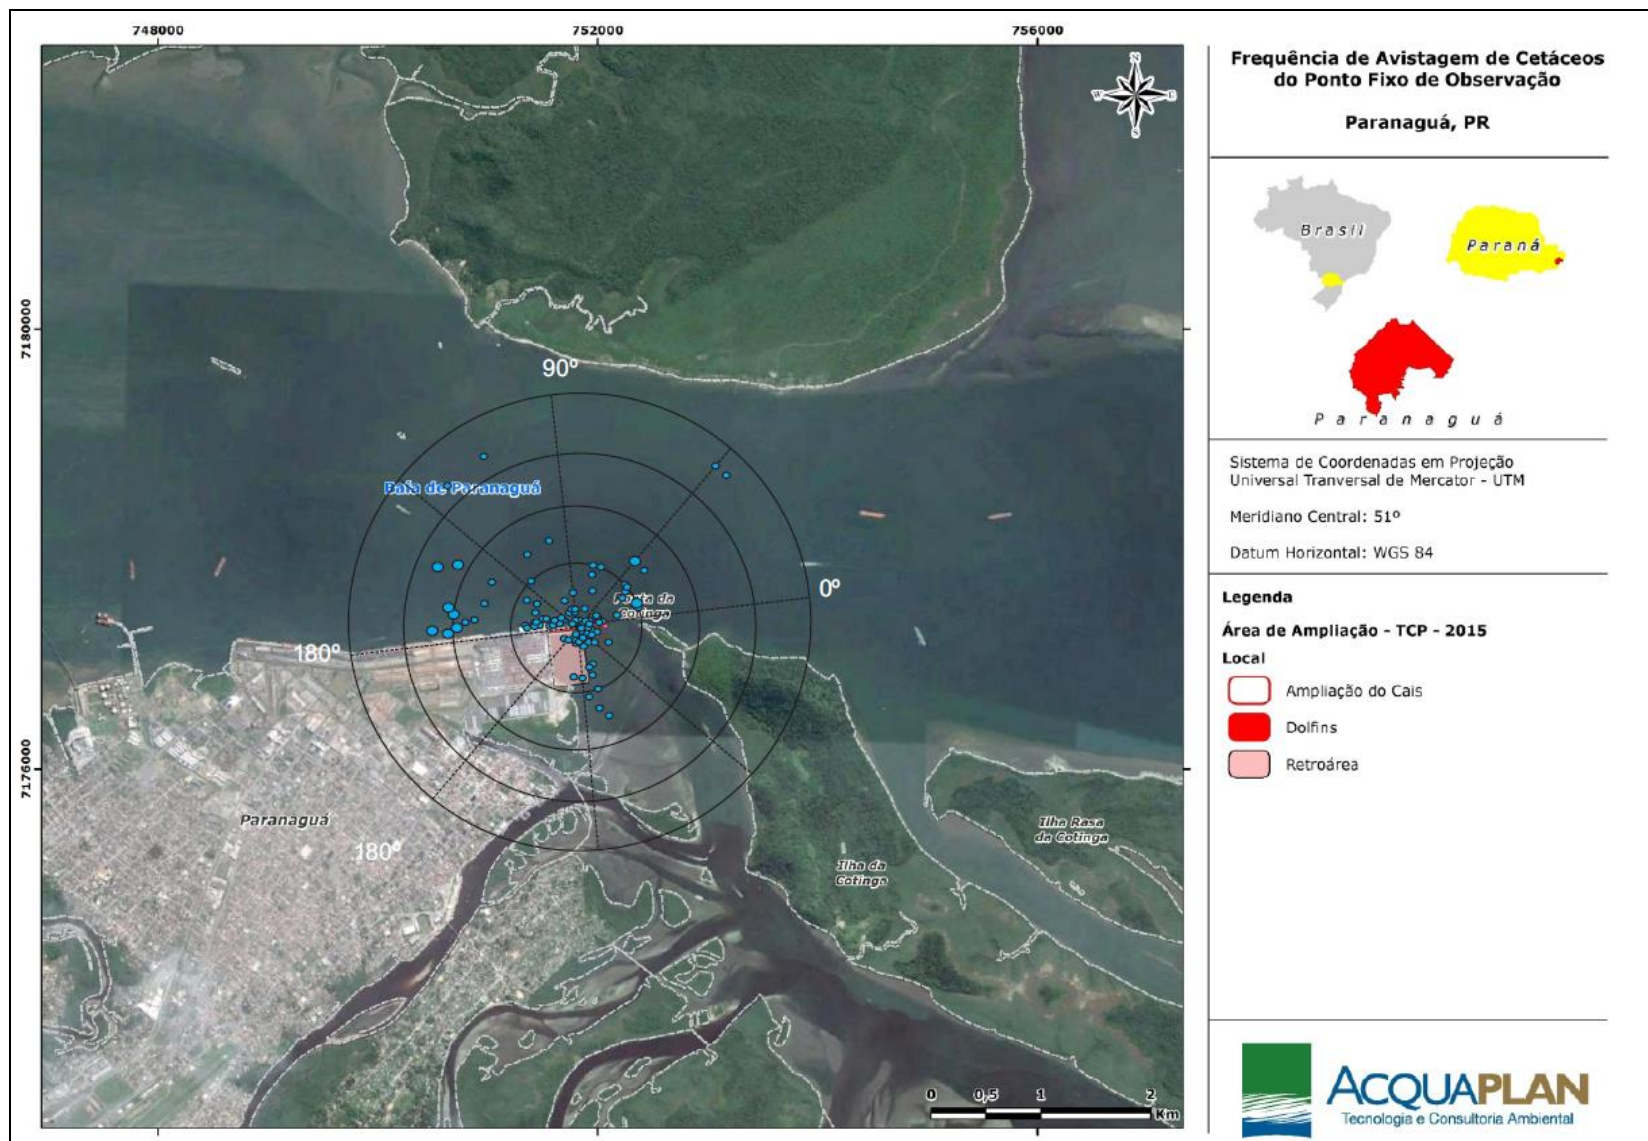 748000
752000
756000
7180000
7176000
90º
0º
180º
180º
Baía de Paranaguá
Ponta da
Cotinga
Paranaguá
Ilha da
Cotinga
Ilha Rasa
da Cotinga
N
W
E
S
0
0,5
1
2
Km
Frequência de Avistagem de Cetáceos
do Ponto Fixo de Observação
Paranaguá, PR
Brasil
Paraná
Paranaguá
Sistema de Coordenadas em Projeção
Universal Tranversal de Mercator - UTM
Meridiano Central: 51º
Datum Horizontal: WGS 84
Legenda
Área de Ampliação - TCP - 2015
Local
Ampliação do Cais
Dolfins
Retroárea
ACQUAPLAN
Tecnologia e Consultoria Ambiental